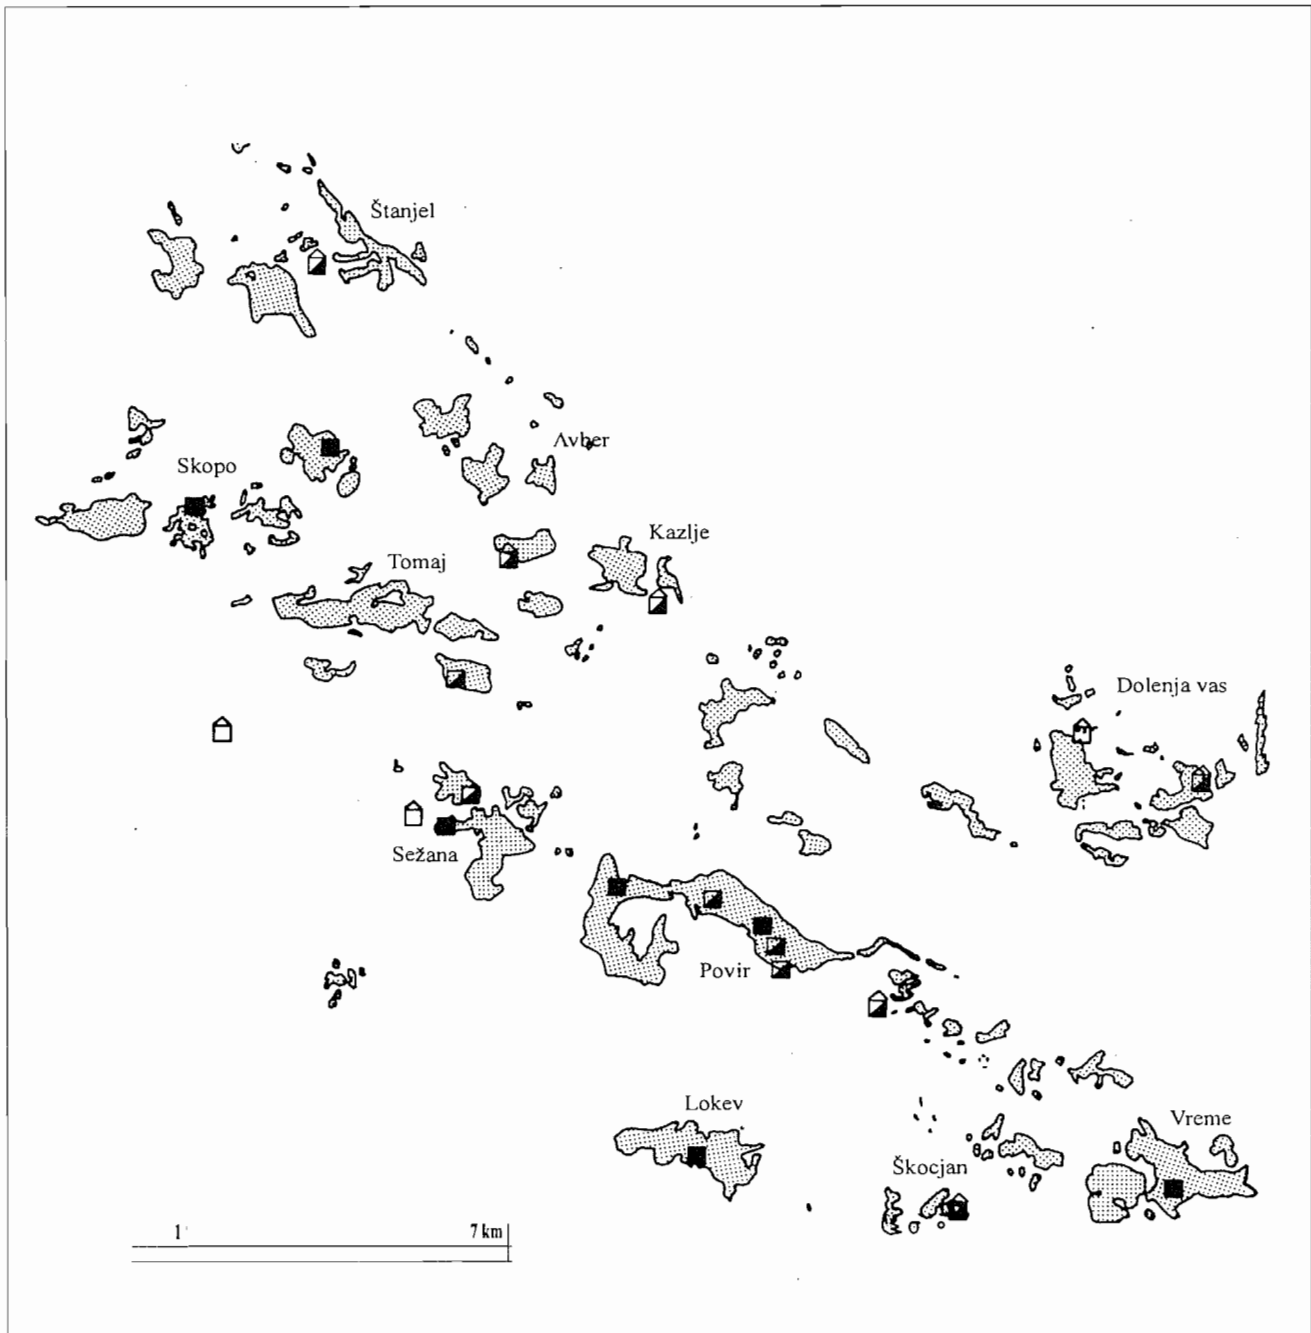 Štanjel
Avber
Skopo
Kazlje
Tomaj
Dolenja vas
Sežana
Povir
Lokev
Vreme
Škocjan
1 7 km